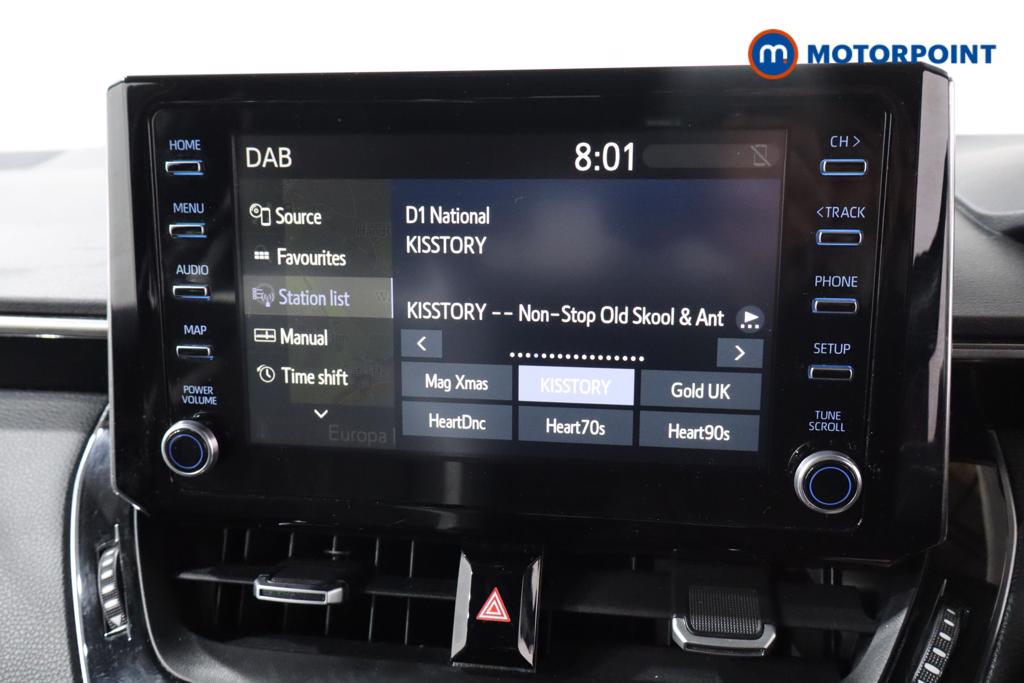 m MOTORPOINT
HOME
MENU
AUDIO
MAP
POWER
VOLUME
DAB
8:01
Source
Favourites
Station list
Manual
Time shift
Europa
D1 National
KISSTORY
KISSTORY -- Non-Stop Old Skool & Ant
Mag Xmas
KISSTORY
Gold UK
HeartDnc
Heart70s
Heart90s
CH >
< TRACK
PHONE
SETUP
TUNE
SCROLL